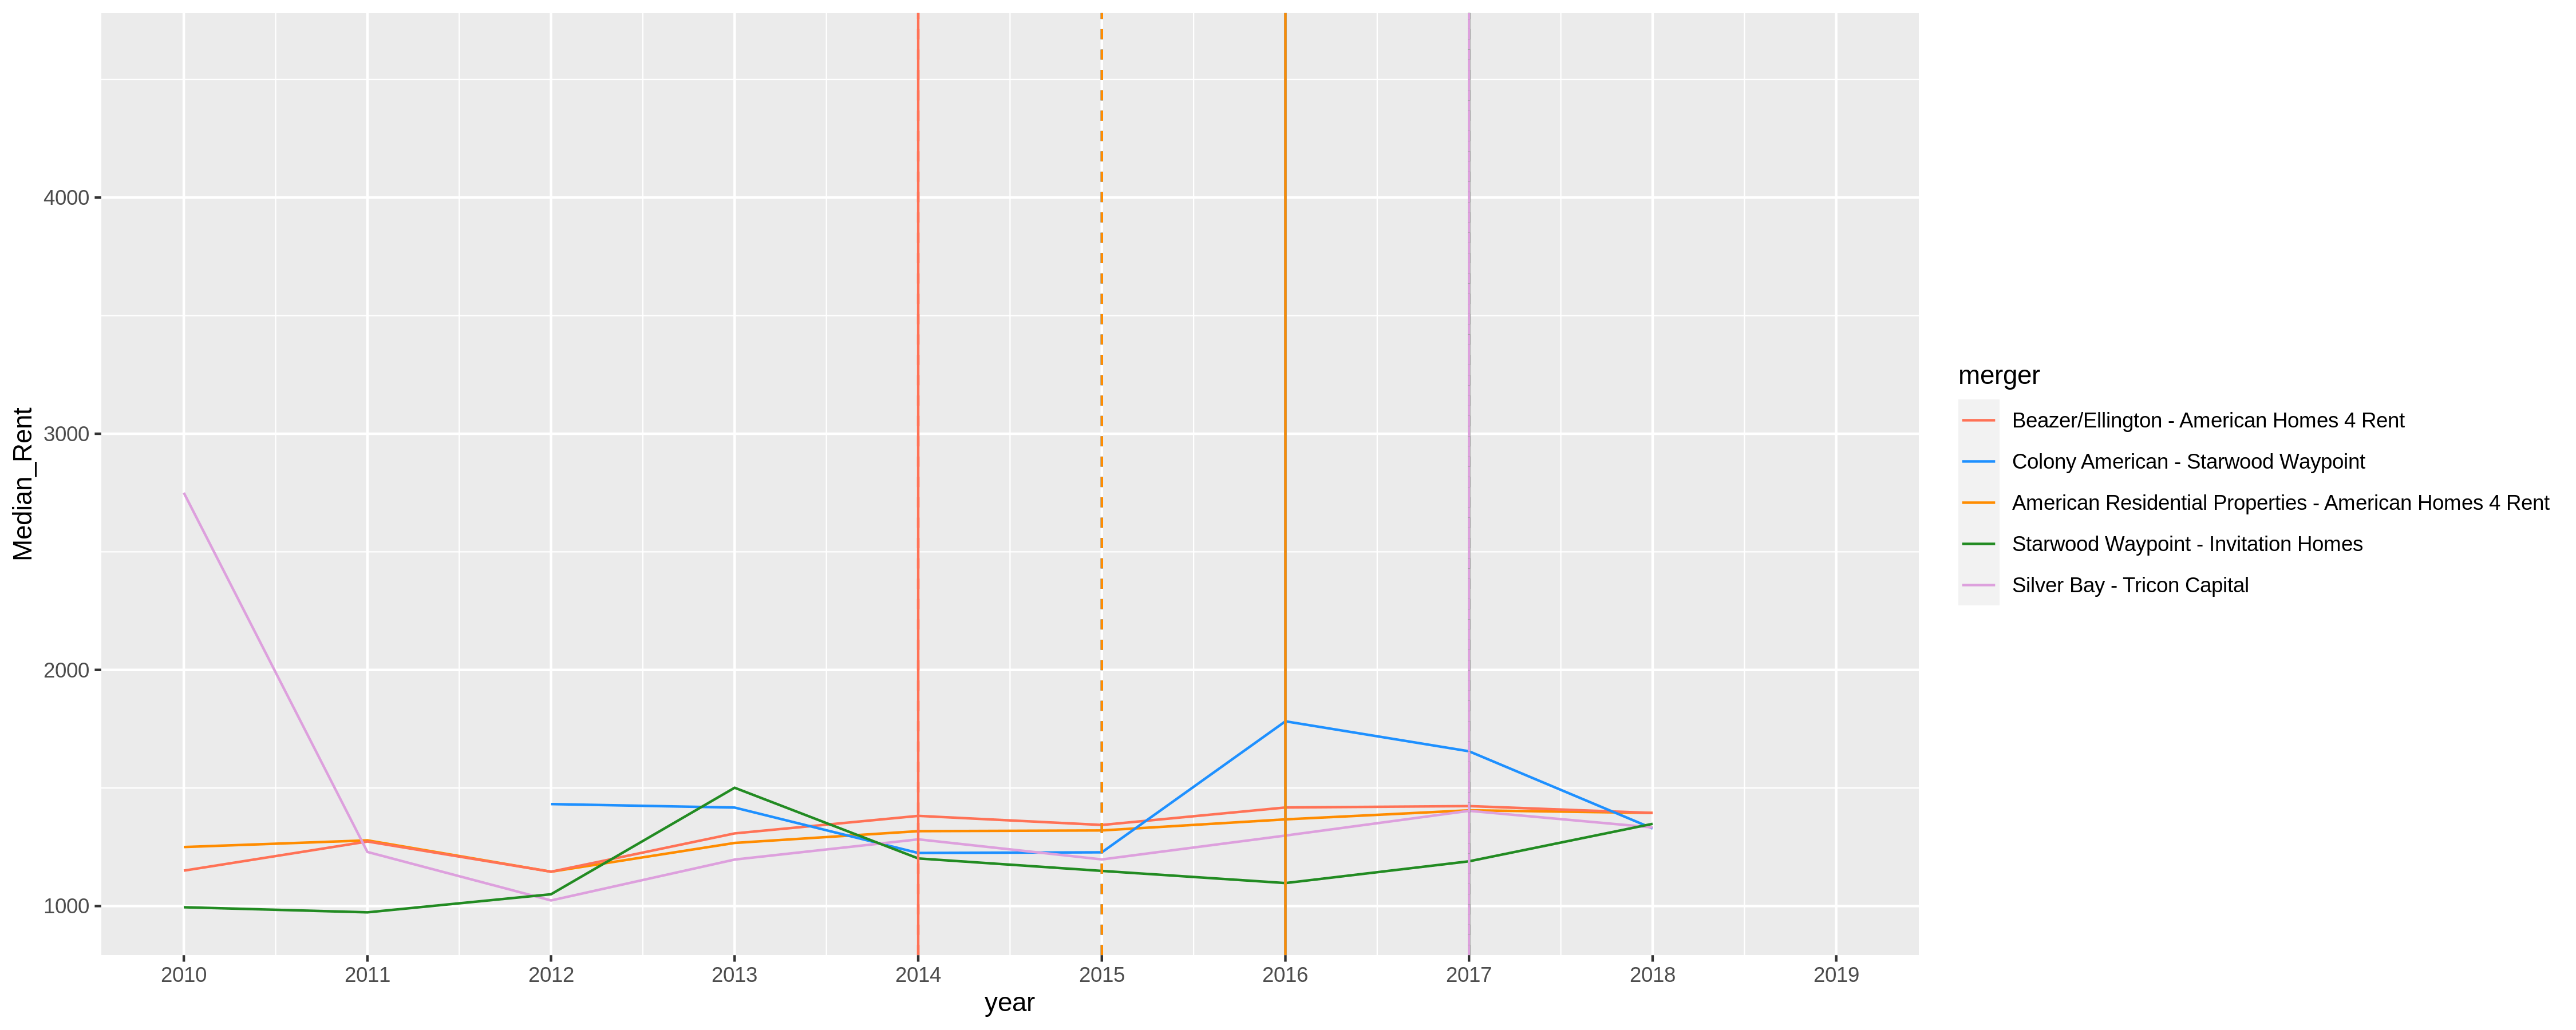 4000
3000
2000
1000
Median_Rent
2010 2011 2012 2013 2014 2015 2016 2017 2018 2019
year
merger
Beazer/Ellington - American Homes 4 Rent
Colony American - Starwood Waypoint
American Residential Properties - American Homes 4 Rent
Starwood Waypoint - Invitation Homes
Silver Bay - Tricon Capital